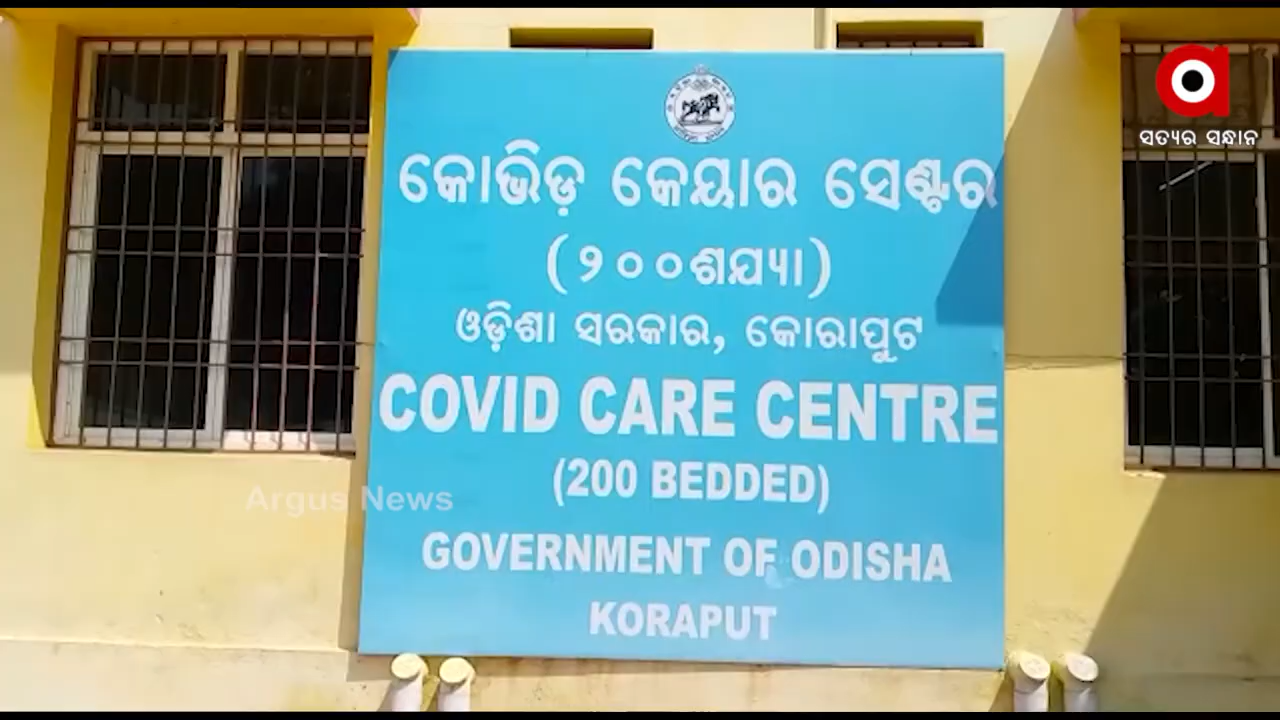 ସତ୍ୟର ସନ୍ଧାନ
କୋଭିଡ଼ କେୟାର ସେଣ୍ଟର
(୨୦୦ଶଯ୍ୟା)
ଓଡ଼ିଶା ସରକାର, କୋରାପୁଟ
COVID CARE CENTRE
(200 BEDDED)
Argus News
GOVERNMENT OF ODISHA
KORAPUT